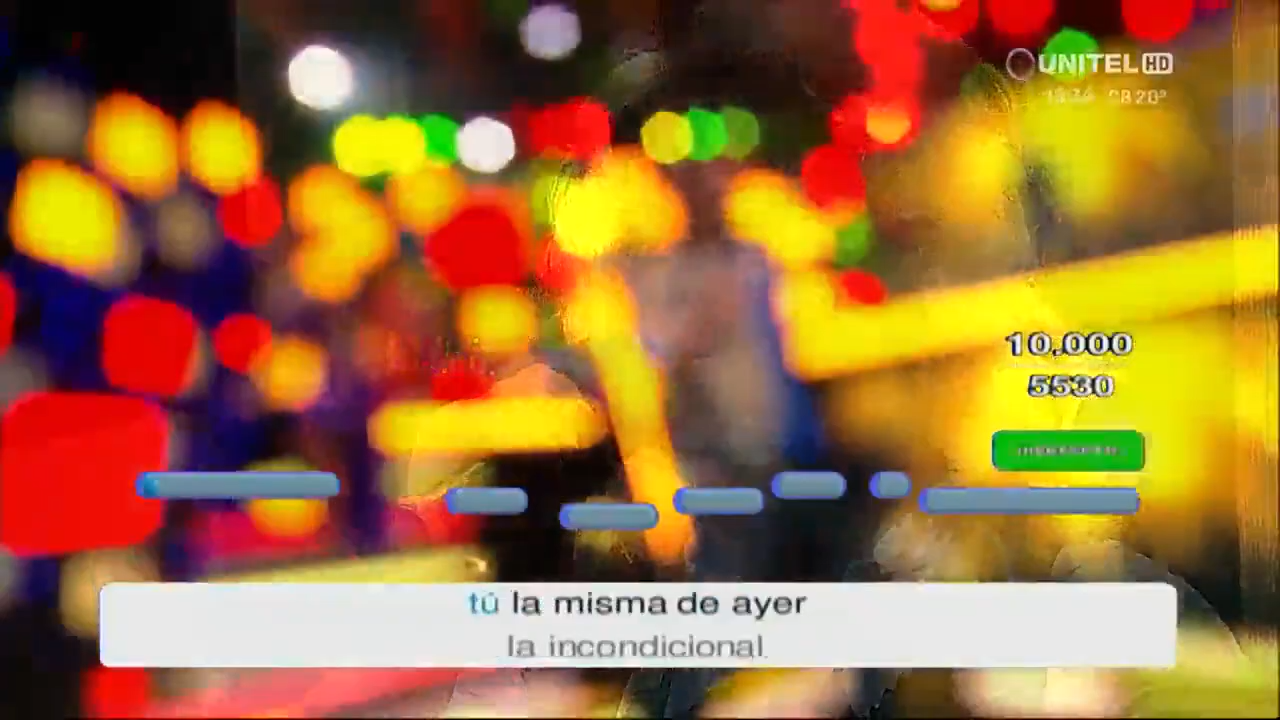 UNITEL HD
10.000
5530
tú la misma de ayer
la incondicional